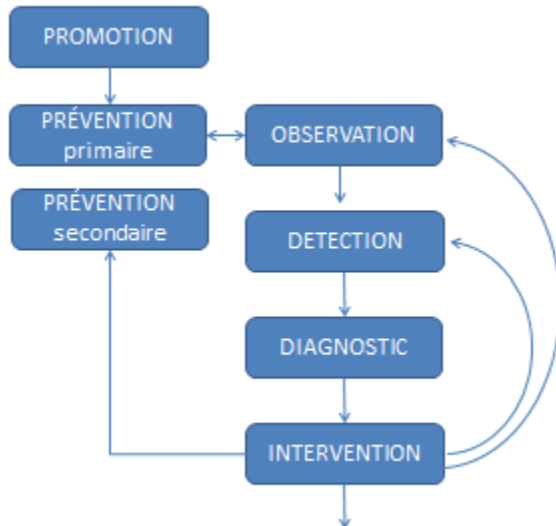 PROMOTION
PRÉVENTION
primaire
OBSERVATION
PRÉVENTION
secondaire
DETECTION
DIAGNOSTIC
INTERVENTION